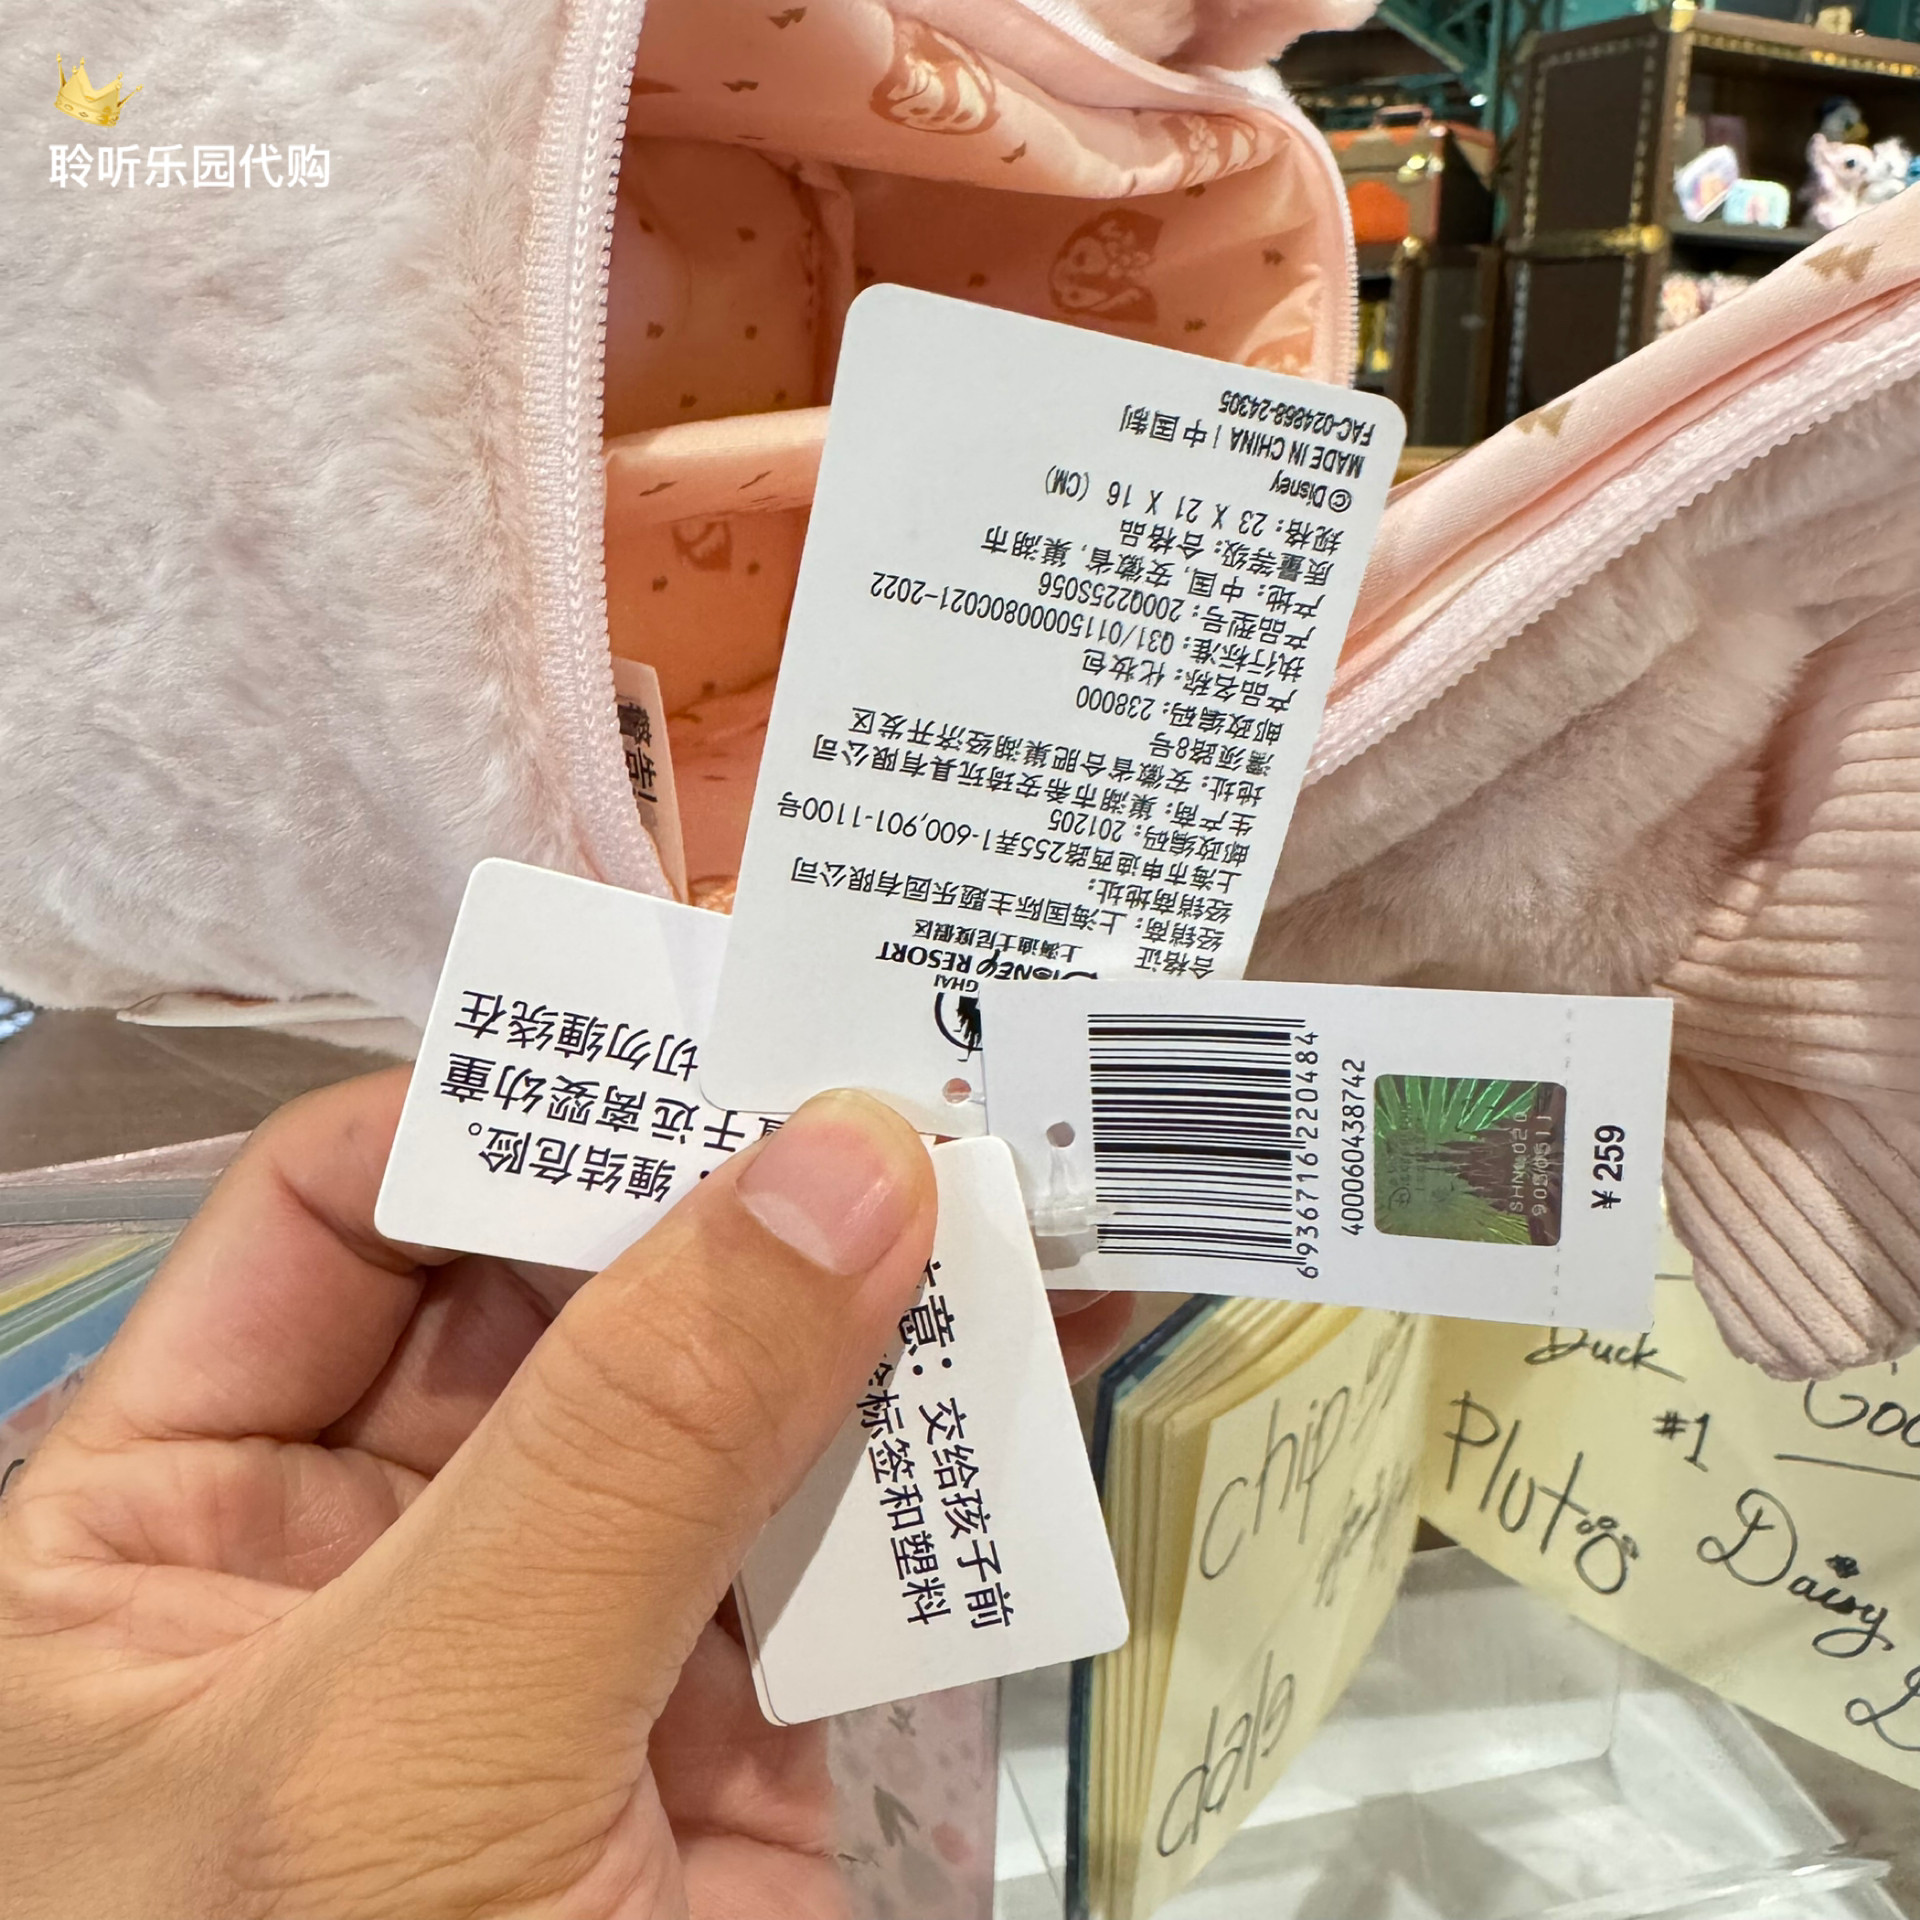 聆听乐园代购
DISNEY RESORT
上海迪士尼度假区
合格证
经销商：上海国际主题乐园有限公司
经销商地址：
上海市申迪西路255弄1-600,901-1100号
邮政编码：201205
生产商：巢湖市希安琦玩具有限公司
地址：安徽省合肥巢湖经济开发区
濡须路8号
邮政编码：238000
产品名称：化妆包
执行标准：Q31/0115000080C021-2022
产品型号：200Q225S056
产地：中国，安徽省，巢湖市
质量等级：合格品
规格：23 X 21 X 16（CM）
©Disney
MADE IN CHINA | 中国制
FAC-024868-24305
缠结危险。
于远离婴幼童
切勿缠绕在
意：交给孩子前
标签和塑料
6936716220484
400060438742
¥ 259
Duck
#1
Pluto
Daisy
Goo
Chip
dale